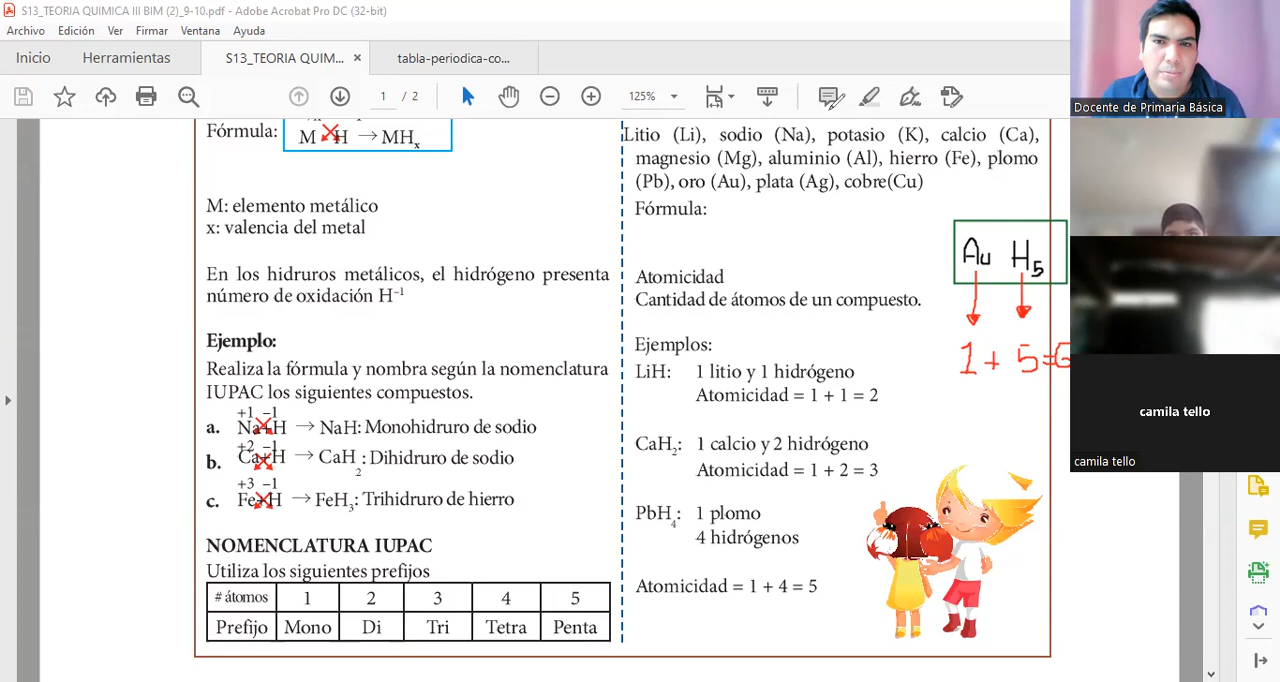 S13_TEORIA QUIMICA III BIM (2)_9-10.pdf - Adobe Acrobat Pro DC (32-bit)
Archivo Edición Ver Firmar Ventana Ayuda
Inicio Herramientas S13_TEORIA QUIM... × tabla-periodica-co...
1 / 2 125%
Fórmula: M H → MHx
M: elemento metálico
x: valencia del metal
En los hidruros metálicos, el hidrógeno presenta
número de oxidación H⁻¹
Ejemplo:
Realiza la fórmula y nombra según la nomenclatura
IUPAC los siguientes compuestos.
+1 –1
a. Na+H → NaH: Monohidruro de sodio
+2 –1
b. Ca+H → CaH₂ : Dihidruro de sodio
+3 –1
c. Fe+H → FeH₃: Trihidruro de hierro
NOMENCLATURA IUPAC
Utiliza los siguientes prefijos
# átomos 1 2 3 4 5
Prefijo Mono Di Tri Tetra Penta
Litio (Li), sodio (Na), potasio (K), calcio (Ca),
magnesio (Mg), aluminio (Al), hierro (Fe), plomo
(Pb), oro (Au), plata (Ag), cobre(Cu)
Fórmula:
Atomicidad
Cantidad de átomos de un compuesto.
Ejemplos:
LiH: 1 litio y 1 hidrógeno
Atomicidad = 1 + 1 = 2
CaH₂: 1 calcio y 2 hidrógeno
Atomicidad = 1 + 2 = 3
PbH₄: 1 plomo
4 hidrógenos
Atomicidad = 1 + 4 = 5
Au H₅
1 + 5 = 6
Docente de Primaria Básica
camila tello
camila tello